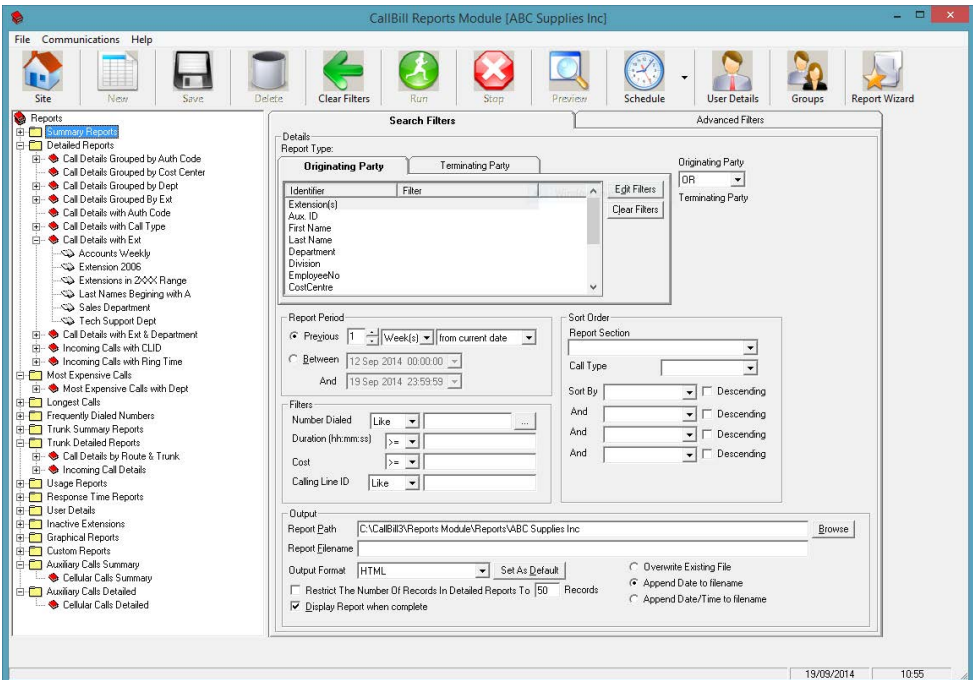 CallBill Reports Module [ABC Supplies Inc]
File Communications Help
Site New Save Delete Clear Filters Run Stop Preview Schedule User Details Groups Report Wizard
Reports
Summary Reports
Detailed Reports
Call Details Grouped by Auth Code
Call Details Grouped by Cost Center
Call Details Grouped by Dept
Call Details Grouped By Ext
Call Details with Auth Code
Call Details with Call Type
Call Details with Ext
Accounts Weekly
Extension 2006
Extensions in 2XXX Range
Last Names Begining with A
Sales Department
Tech Support Dept
Call Details with Ext & Department
Incoming Calls with CLID
Incoming Calls with Ring Time
Most Expensive Calls
Most Expensive Calls with Dept
Longest Calls
Frequently Dialed Numbers
Trunk Summary Reports
Trunk Detailed Reports
Call Details by Route & Trunk
Incoming Call Details
Usage Reports
Response Time Reports
User Details
Inactive Extensions
Graphical Reports
Custom Reports
Auxiliary Calls Summary
Cellular Calls Summary
Auxiliary Calls Detailed
Cellular Calls Detailed
Search Filters Advanced Filters
Details
Report Type:
Originating Party Terminating Party
Identifier Filter
Extension(s)
Aux. ID
First Name
Last Name
Department
Division
EmployeeNo
CostCentre
Edit Filters
Clear Filters
Originating Party
OR
Terminating Party
Report Period
Previous 1 Week(s) from current date
Between 12 Sep 2014 00:00:00
And 19 Sep 2014 23:59:59
Sort Order
Report Section
Call Type
Sort By Descending
And Descending
And Descending
And Descending
Filters
Number Dialed Like ...
Duration (hh:mm:ss) >=
Cost >=
Calling Line ID Like
Output
Report Path C:\CallBill3\Reports Module\Reports\ABC Supplies Inc Browse
Report Filename
Output Format HTML Set As Default
Restrict The Number Of Records In Detailed Reports To 50 Records
Display Report when complete
Overwrite Existing File
Append Date to filename
Append Date/Time to filename
19/09/2014 10:55